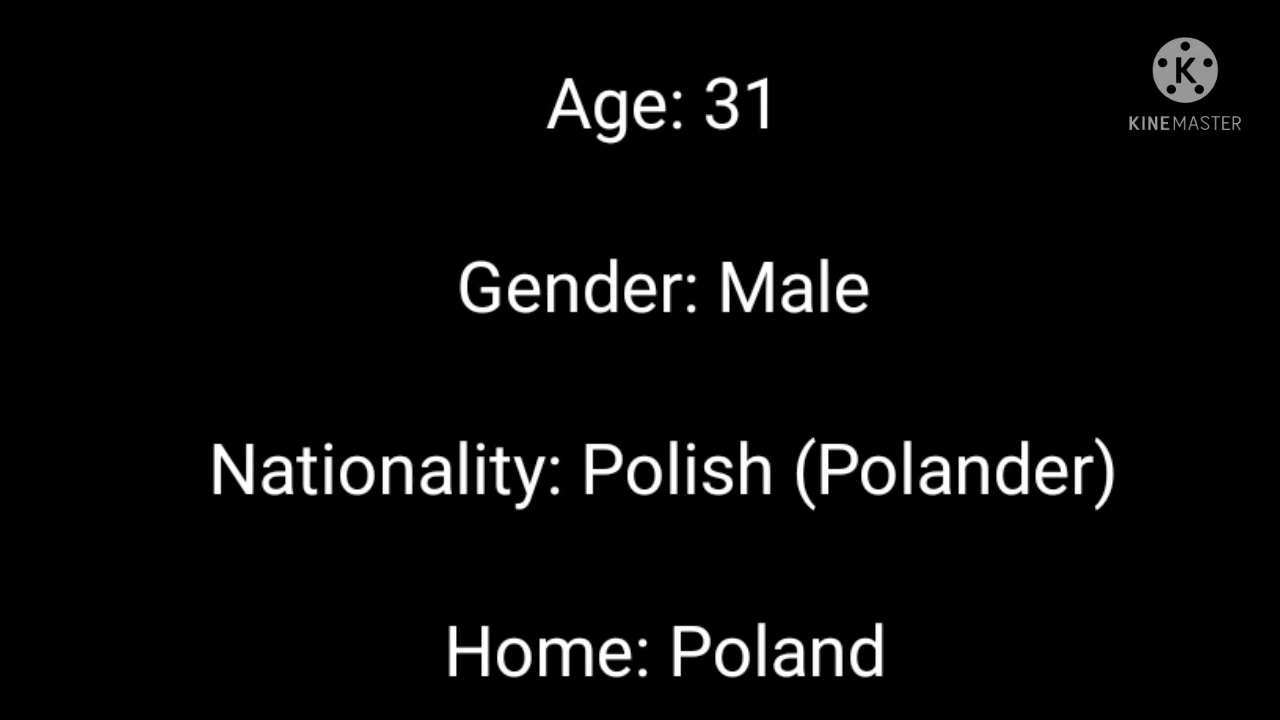 Age: 31
K
KINEMASTER
Gender: Male
Nationality: Polish (Polander)
Home: Poland